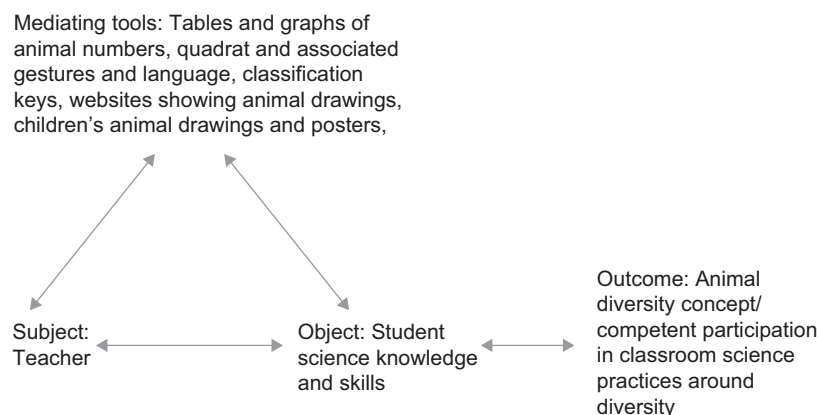 Mediating tools: Tables and graphs of
animal numbers, quadrat and associated
gestures and language, classification
keys, websites showing animal drawings,
children’s animal drawings and posters,
Subject:
Teacher
Object: Student
science knowledge
and skills
Outcome: Animal
diversity concept/
competent participation
in classroom science
practices around
diversity